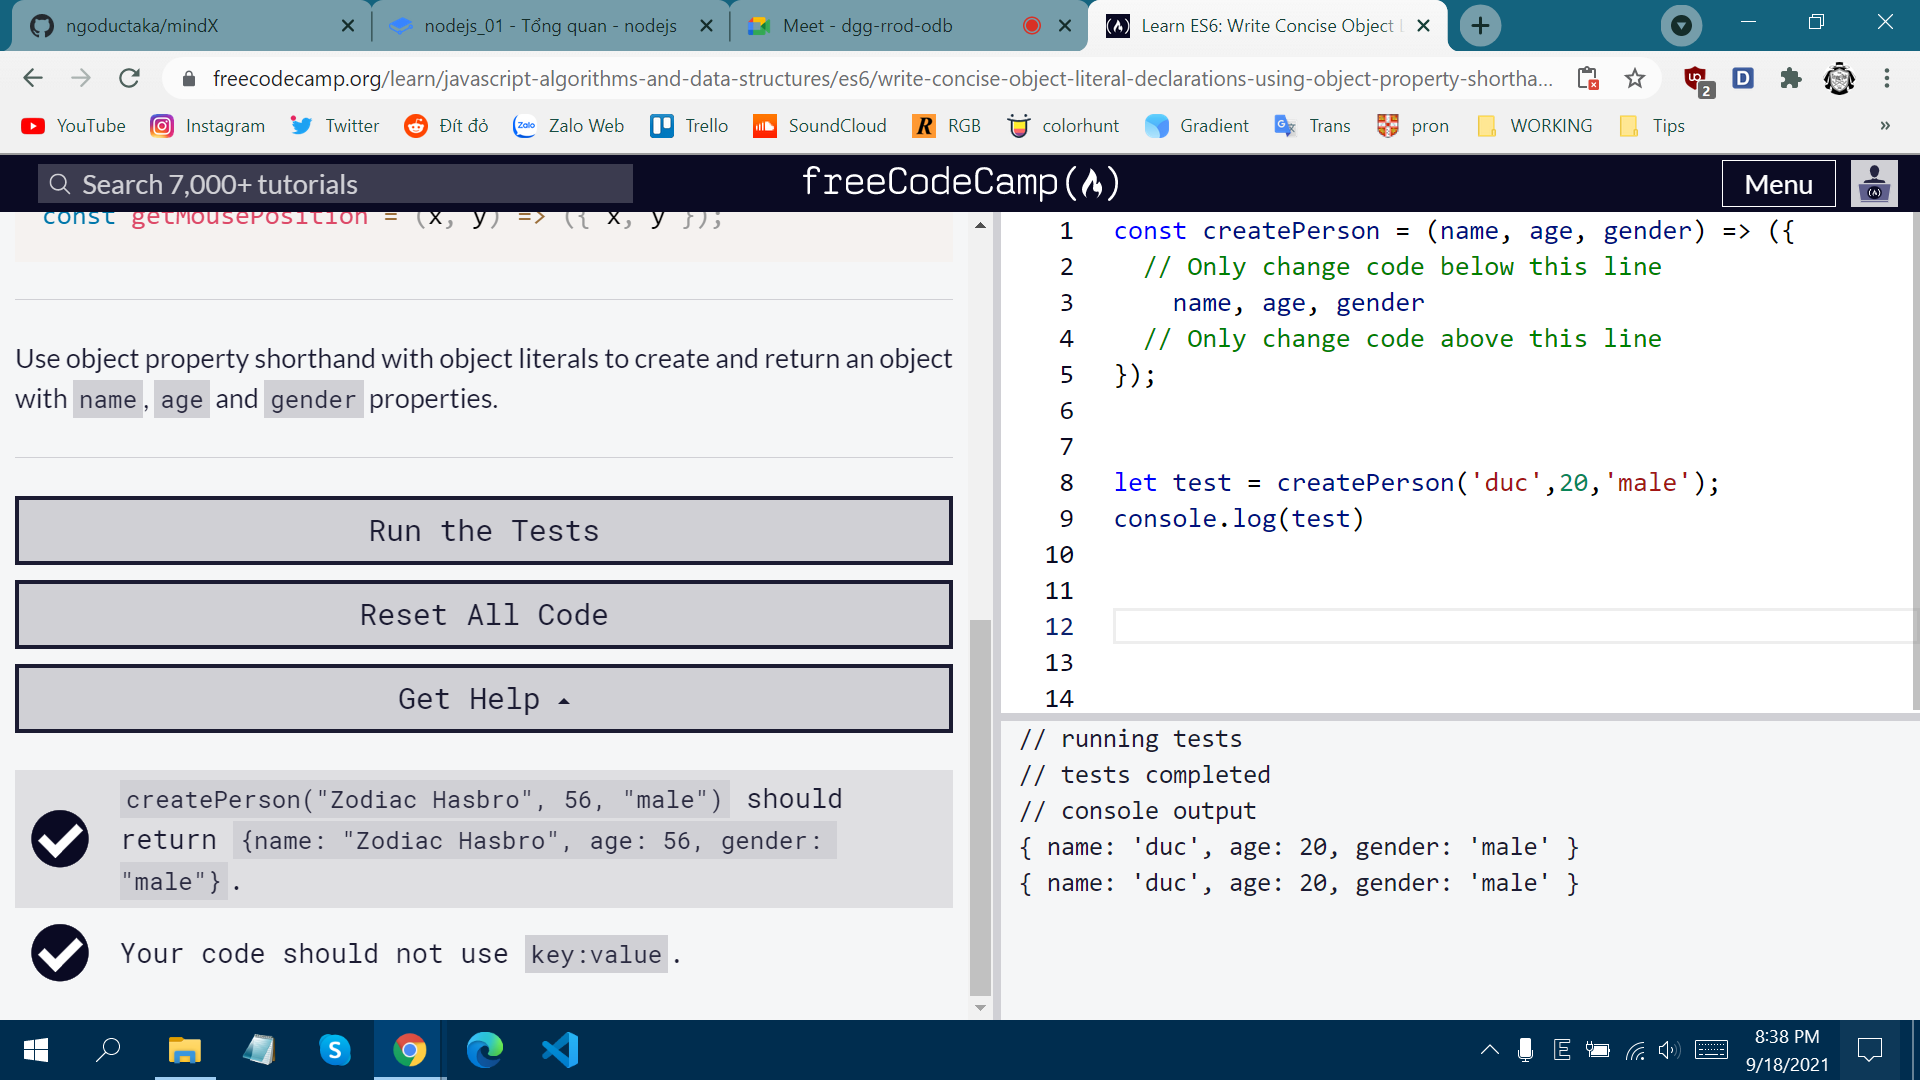 ngoductaka/mindX
nodejs_01 - Tổng quan - nodejs
Meet - dgg-rrod-odb
Learn ES6: Write Concise Object L
freecodecamp.org/learn/javascript-algorithms-and-data-structures/es6/write-concise-object-literal-declarations-using-object-property-shortha...
2
YouTube
Instagram
Twitter
Đít đỏ
Zalo Web
Trello
SoundCloud
RGB
colorhunt
Gradient
Trans
pron
WORKING
Tips
»
Search 7,000+ tutorials
freeCodeCamp
Menu
const getMousePosition = (x, y) => ({ x, y });
Use object property shorthand with object literals to create and return an object
with name, age and gender properties.
Run the Tests
Reset All Code
Get Help
createPerson("Zodiac Hasbro", 56, "male") should
return {name: "Zodiac Hasbro", age: 56, gender:
"male"}.
Your code should not use key:value.
1 const createPerson = (name, age, gender) => ({
2 // Only change code below this line
3 name, age, gender
4 // Only change code above this line
5 });
6
7
8 let test = createPerson('duc',20,'male');
9 console.log(test)
10
11
12
13
14
// running tests
// tests completed
// console output
{ name: 'duc', age: 20, gender: 'male' }
{ name: 'duc', age: 20, gender: 'male' }
E
8:38 PM
9/18/2021